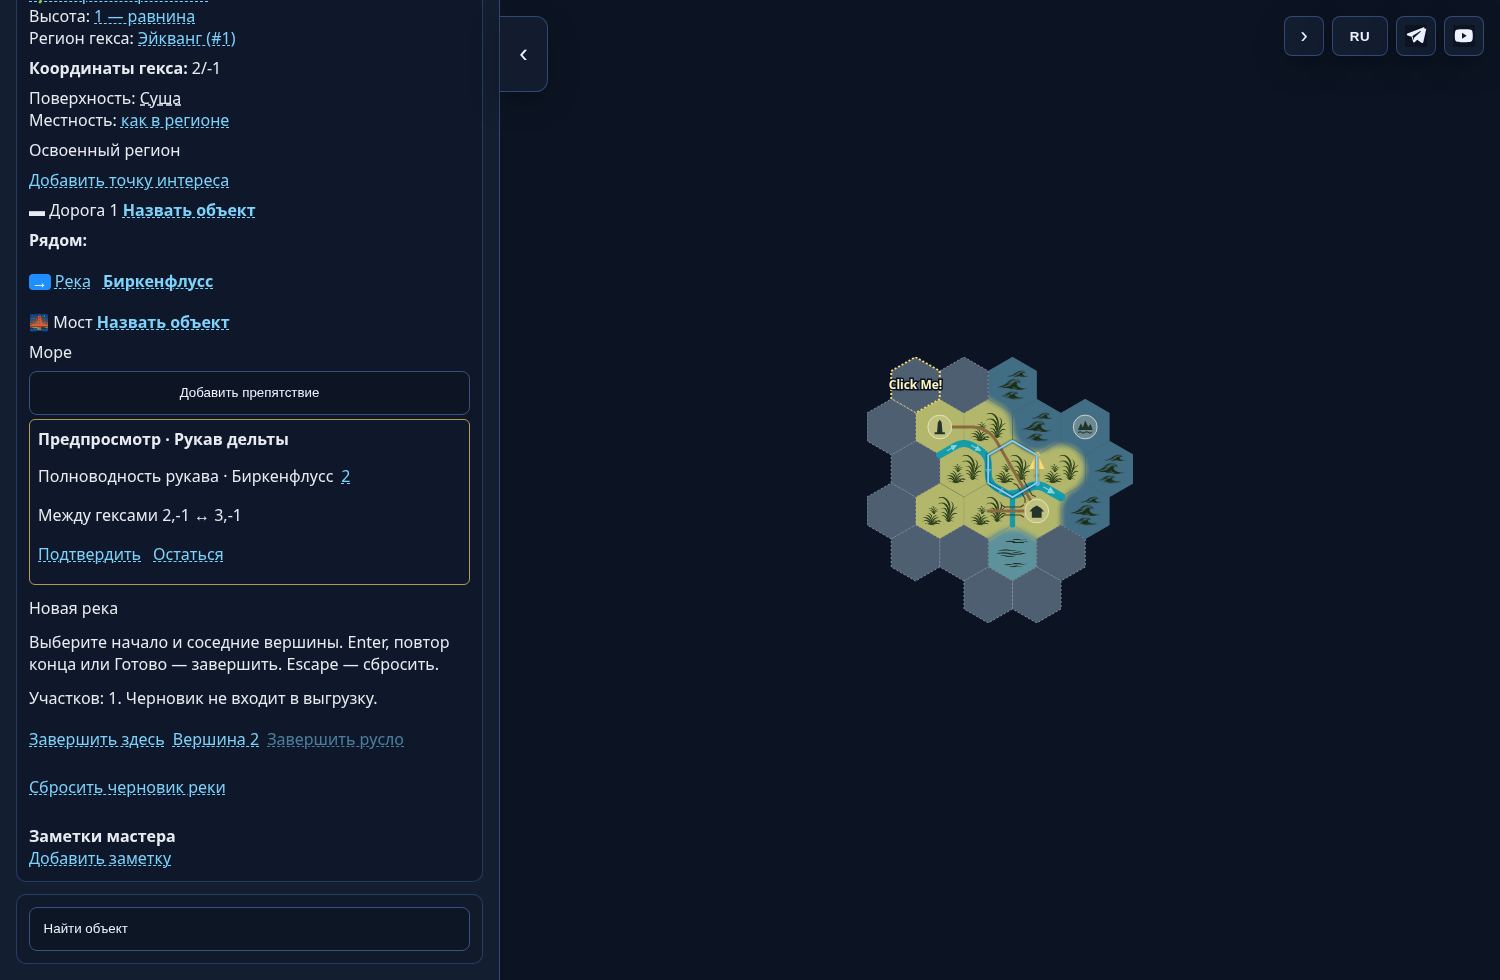 Высота: 1 — равнина
Регион гекса: Эйкванг (#1)
Координаты гекса: 2/-1
Поверхность: Суша
Местность: как в регионе
Освоенный регион
Добавить точку интереса
Дорога 1 Назвать объект
Рядом:
→ Река Биркенфлусс
Мост Назвать объект
Море
Добавить препятствие
Предпросмотр · Рукав дельты
Полноводность рукава · Биркенфлусс 2
Между гексами 2,-1 ↔ 3,-1
Подтвердить Остаться
Новая река
Выберите начало и соседние вершины. Enter, повтор
конца или Готово — завершить. Escape — сбросить.
Участков: 1. Черновик не входит в выгрузку.
Завершить здесь Вершина 2 Завершить русло
Сбросить черновик реки
Заметки мастера
Добавить заметку
Найти объект
‹
› RU
Click Me!